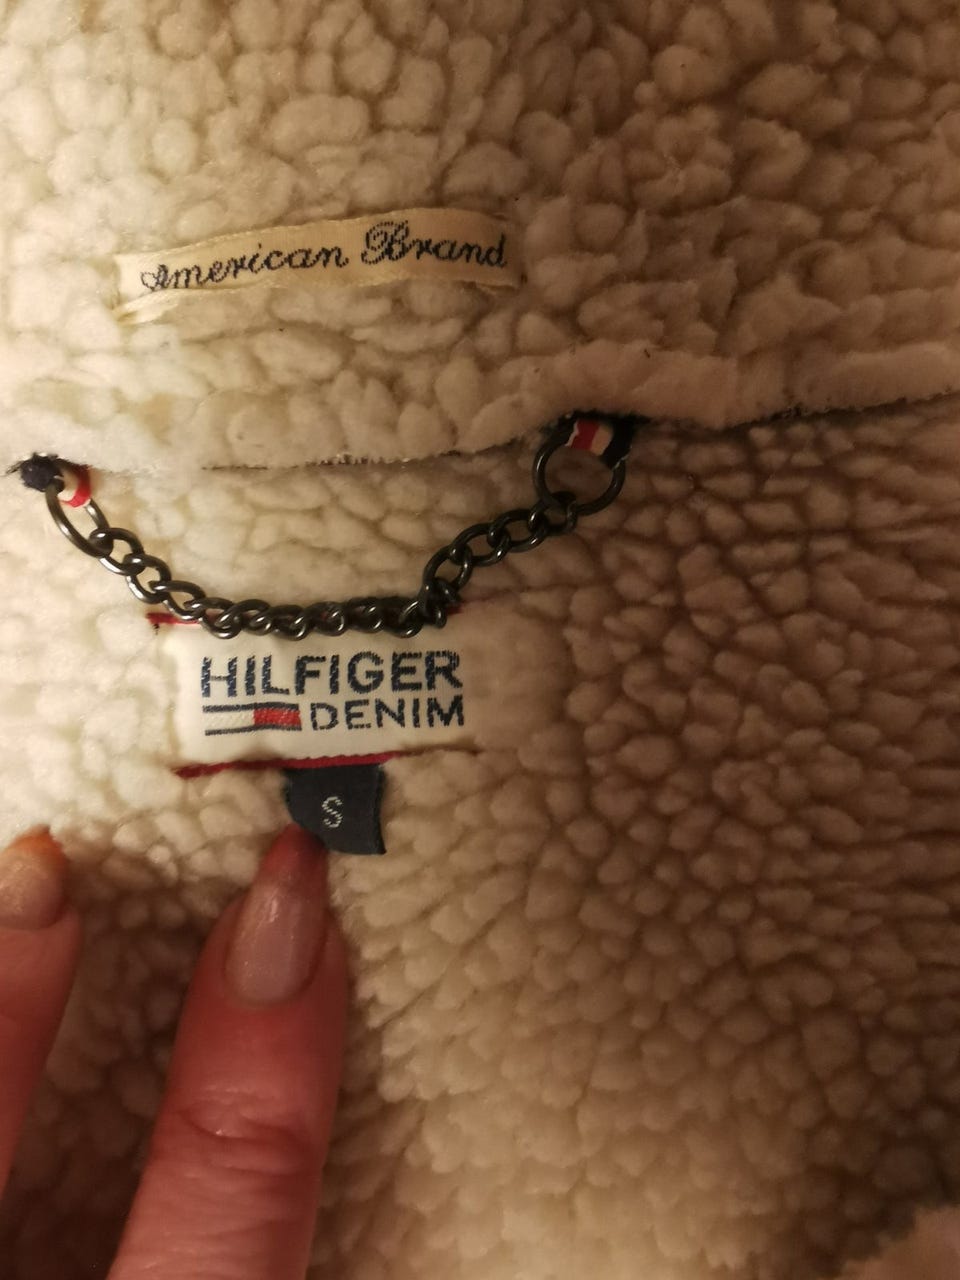 American Brand
HILFIGER
DENIM
S